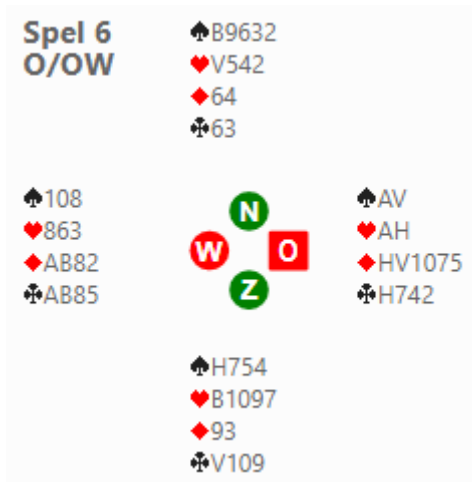 Spel 6
O/OW
♠B9632
♥V542
♦64
♣63
♠108
♥863
♦AB82
♣AB85
N
W
O
Z
♠AV
♥AH
♦HV1075
♣H742
♠H754
♥B1097
♦93
♣V109